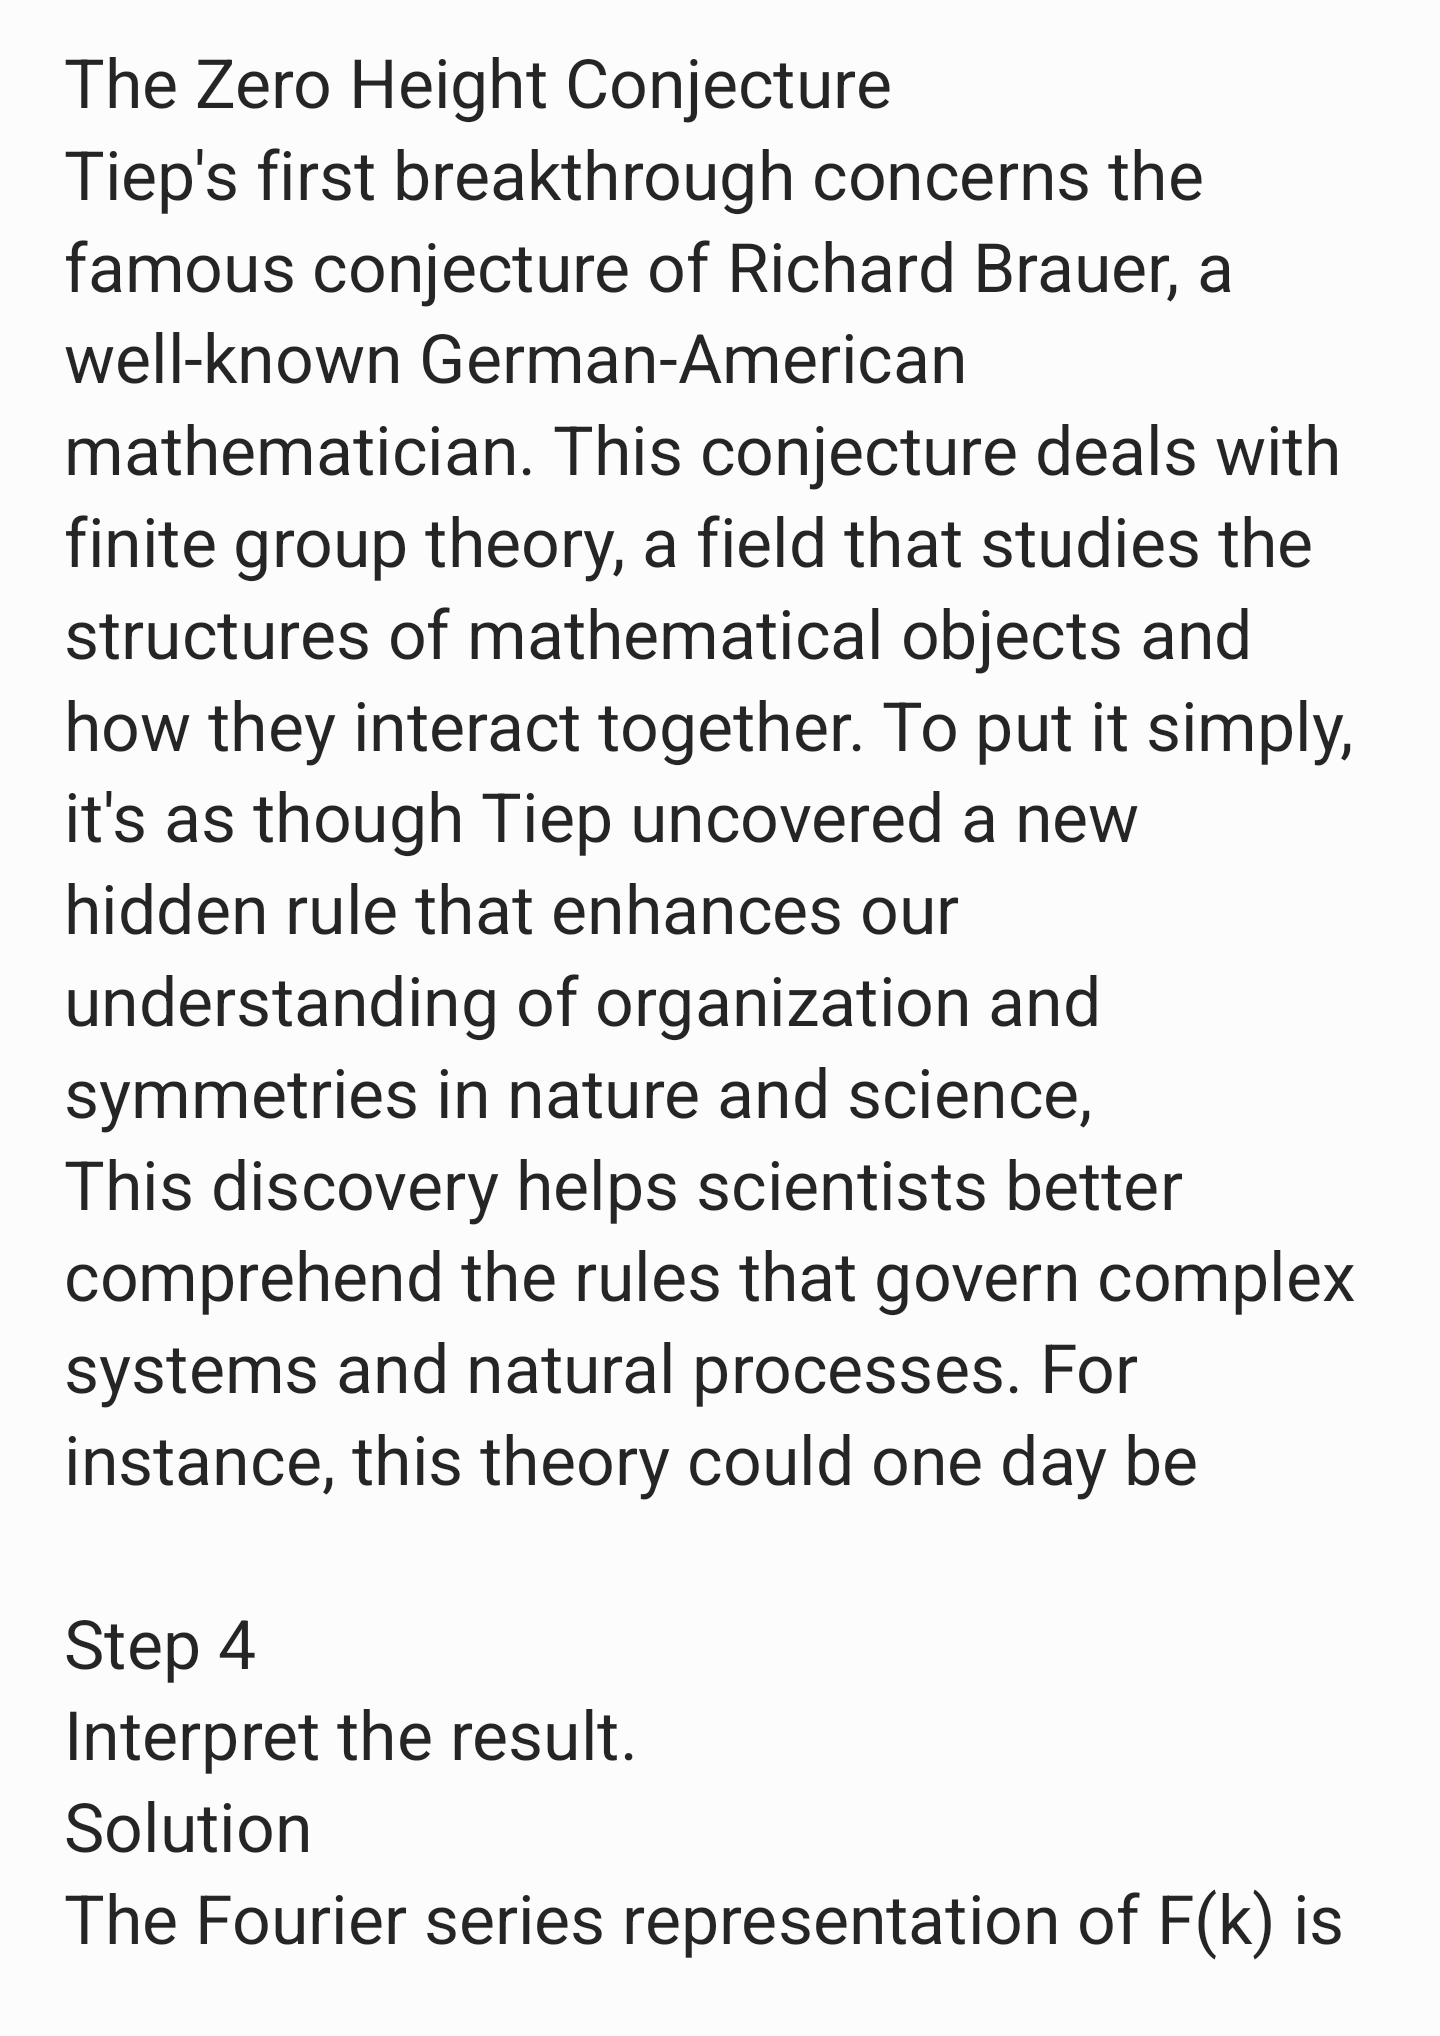 The Zero Height Conjecture
Tiep's first breakthrough concerns the
famous conjecture of Richard Brauer, a
well-known German-American
mathematician. This conjecture deals with
finite group theory, a field that studies the
structures of mathematical objects and
how they interact together. To put it simply,
it's as though Tiep uncovered a new
hidden rule that enhances our
understanding of organization and
symmetries in nature and science,
This discovery helps scientists better
comprehend the rules that govern complex
systems and natural processes. For
instance, this theory could one day be
Step 4
Interpret the result.
Solution
The Fourier series representation of F(k) is